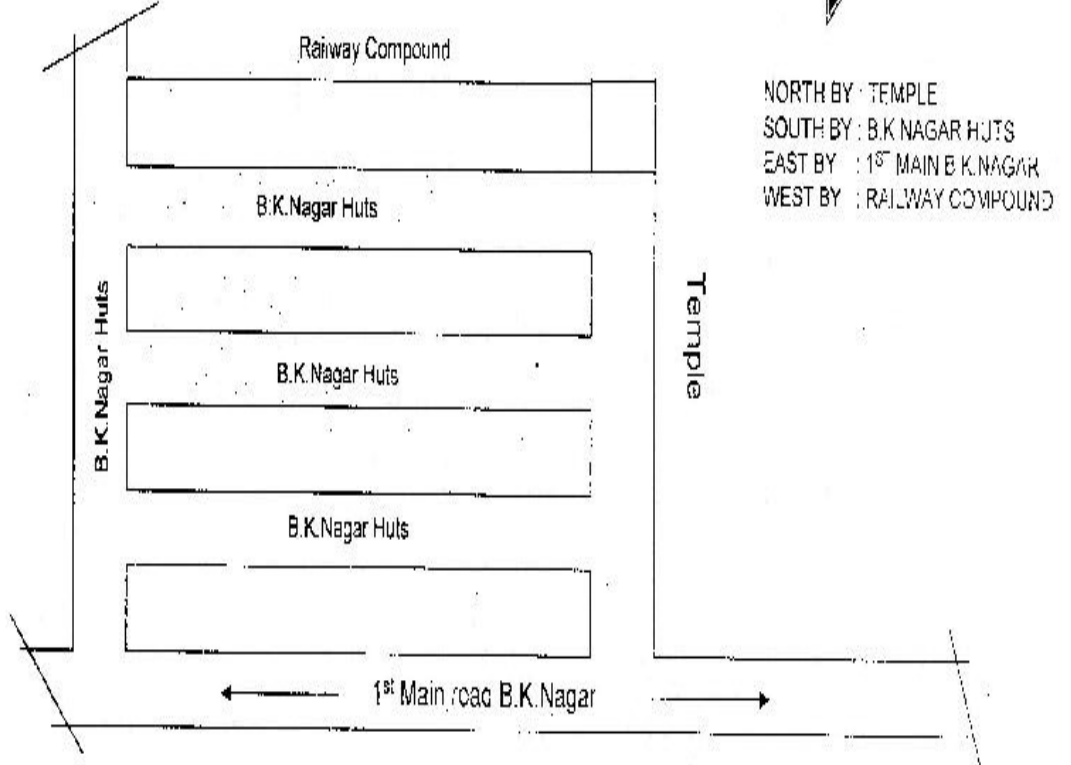 Railway Compound
NORTH BY : TEMPLE
SOUTH BY : B.K NAGAR HUTS
EAST BY : 1ST MAIN B K.NAGAR
WEST BY : RAILWAY COMPOUND
B.K.Nagar Huts
B.K.Nagar Huts
Temple
B.K.Nagar Huts
B.K.Nagar Huts
1st Main road B.K.Nagar